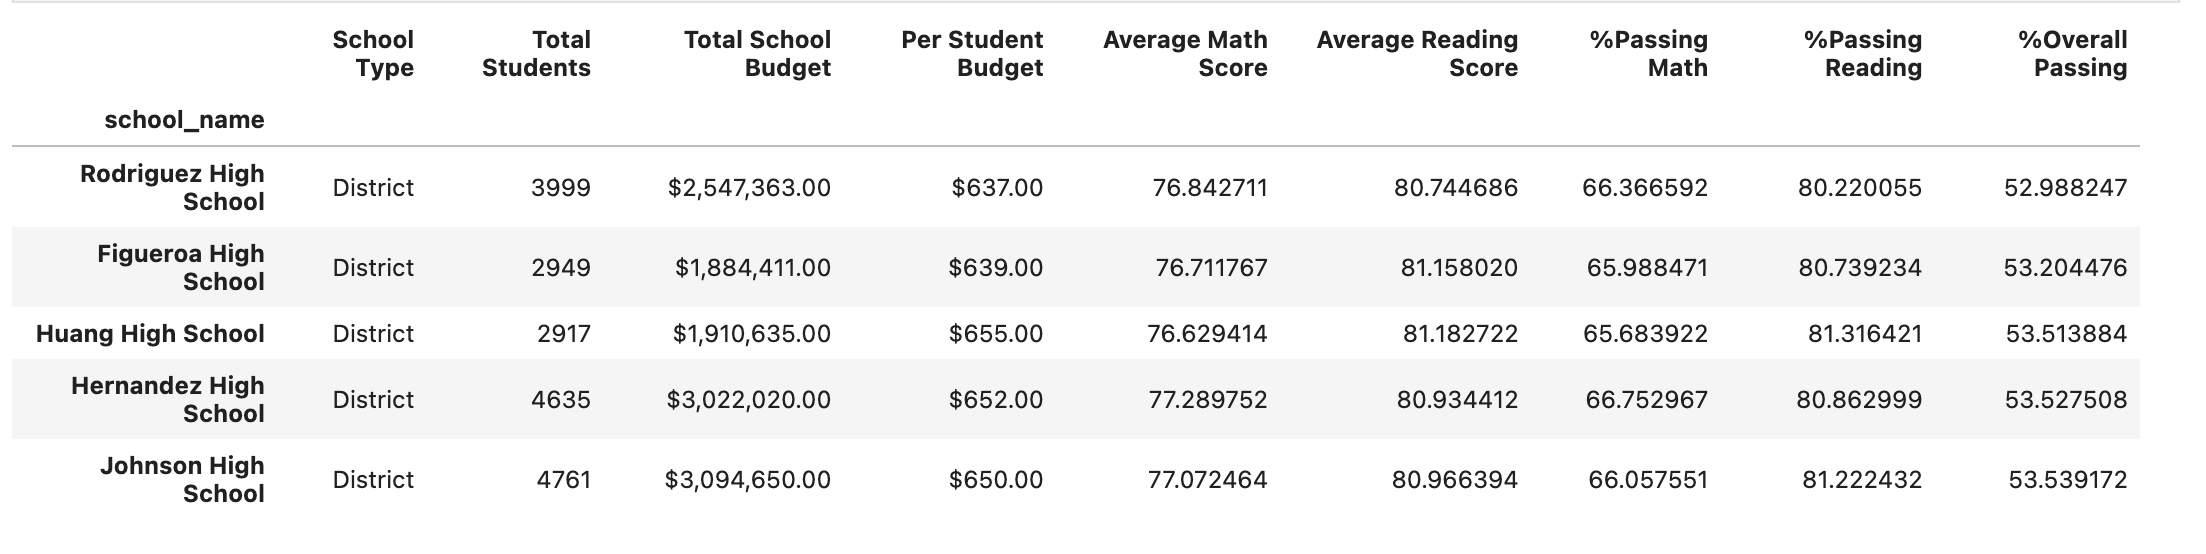 School Type Total Students Total School Budget Per Student Budget Average Math Score Average Reading Score %Passing Math %Passing Reading %Overall Passing
school_name
Rodriguez High School District 3999 $2,547,363.00 $637.00 76.842711 80.744686 66.366592 80.220055 52.988247
Figueroa High School District 2949 $1,884,411.00 $639.00 76.711767 81.158020 65.988471 80.739234 53.204476
Huang High School District 2917 $1,910,635.00 $655.00 76.629414 81.182722 65.683922 81.316421 53.513884
Hernandez High School District 4635 $3,022,020.00 $652.00 77.289752 80.934412 66.752967 80.862999 53.527508
Johnson High School District 4761 $3,094,650.00 $650.00 77.072464 80.966394 66.057551 81.222432 53.539172